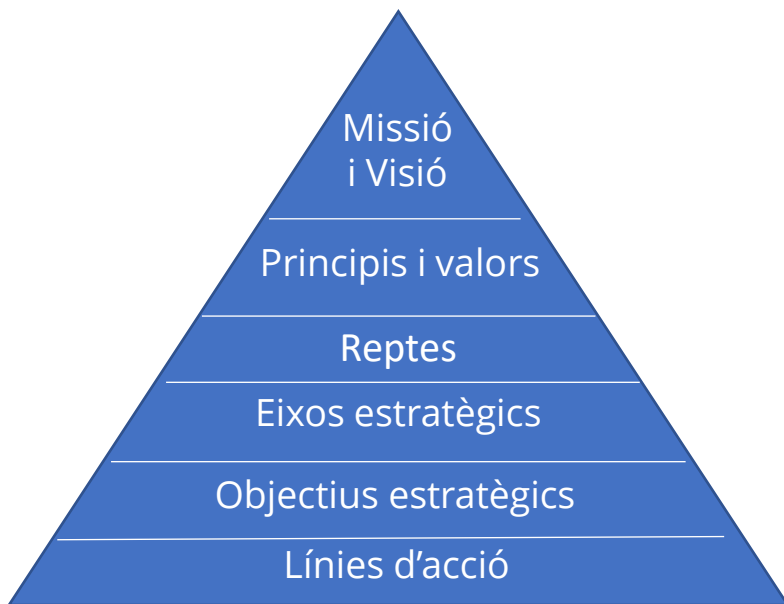 Missió
i Visió
Principis i valors
Reptes
Eixos estratègics
Objectius estratègics
Línies d’acció